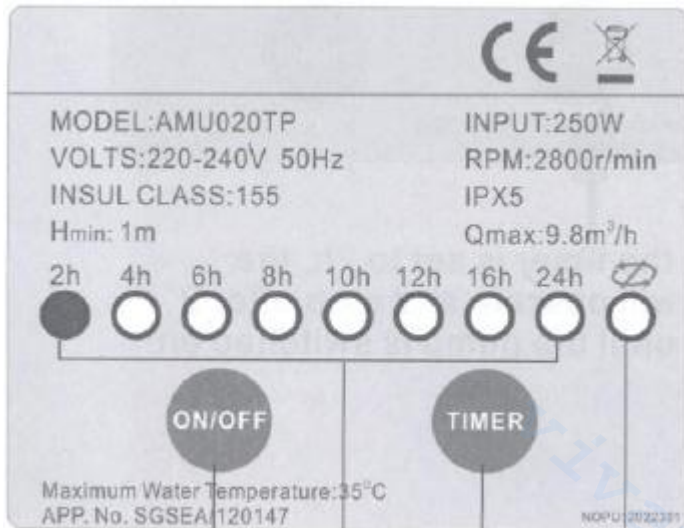 CE
MODEL:AMU020TP INPUT:250W
VOLTS:220-240V 50Hz RPM:2800r/min
INSUL CLASS:155 IPX5
Hmin: 1m Qmax:9.8m³/h
2h 4h 6h 8h 10h 12h 16h 24h
ON/OFF TIMER
Maximum Water Temperature:35°C
APP. No. SGSEA/120147